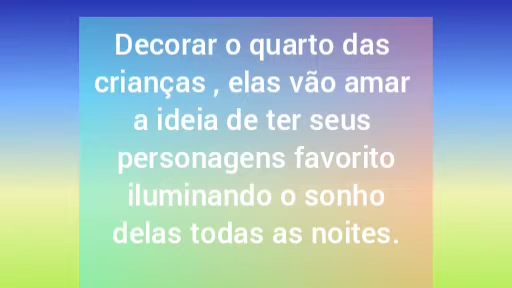 Decorar o quarto das
crianças , elas vão amar
a ideia de ter seus
personagens favorito
iluminando o sonho
delas todas as noites.